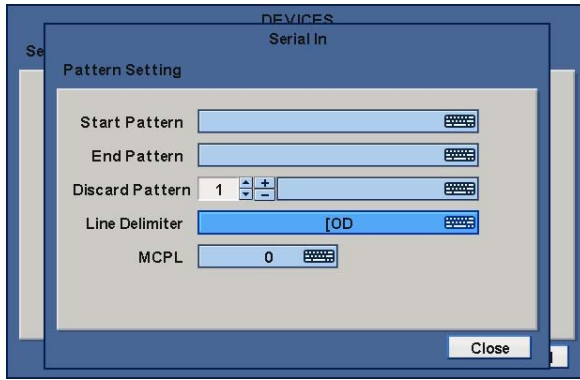 DEVICES
Serial In
Se
Pattern Setting
Start Pattern
End Pattern
Discard Pattern 1
Line Delimiter [OD
MCPL 0
Close